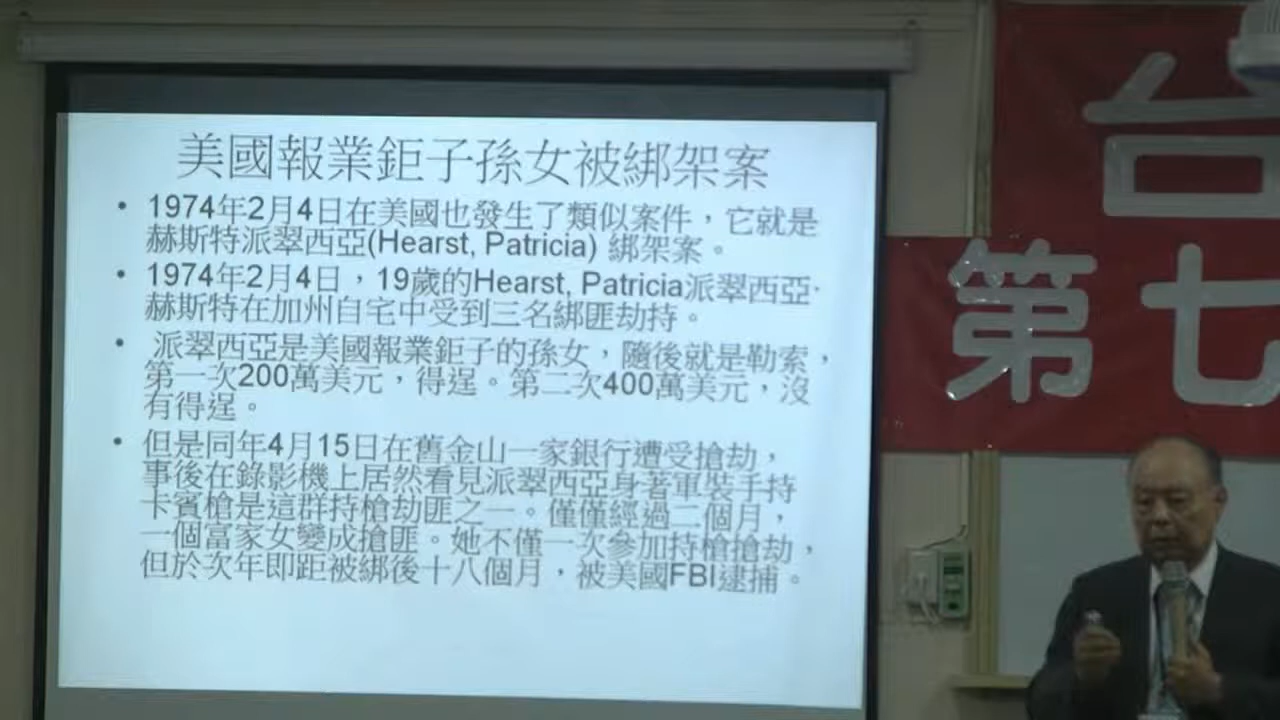 美國報業鉅子孫女被綁架案
• 1974年2月4日在美國也發生了類似案件，它就是
赫斯特派翠西亞(Hearst, Patricia) 綁架案。
• 1974年2月4日，19歲的Hearst, Patricia派翠西亞·
赫斯特在加州自宅中受到三名綁匪劫持。
• 派翠西亞是美國報業鉅子的孫女，隨後就是勒索，
第一次200萬美元，得逞。第二次400萬美元，沒
有得逞。
• 但是同年4月15日在舊金山一家銀行遭受搶劫，
事後在錄影機上居然看見派翠西亞身著軍裝手持
卡賓槍是這群持槍劫匪之一。僅僅經過二個月，
一個富家女變成搶匪。她不僅一次參加持槍搶劫，
但於次年即距被綁後十八個月，被美國FBI逮捕。
台
第七